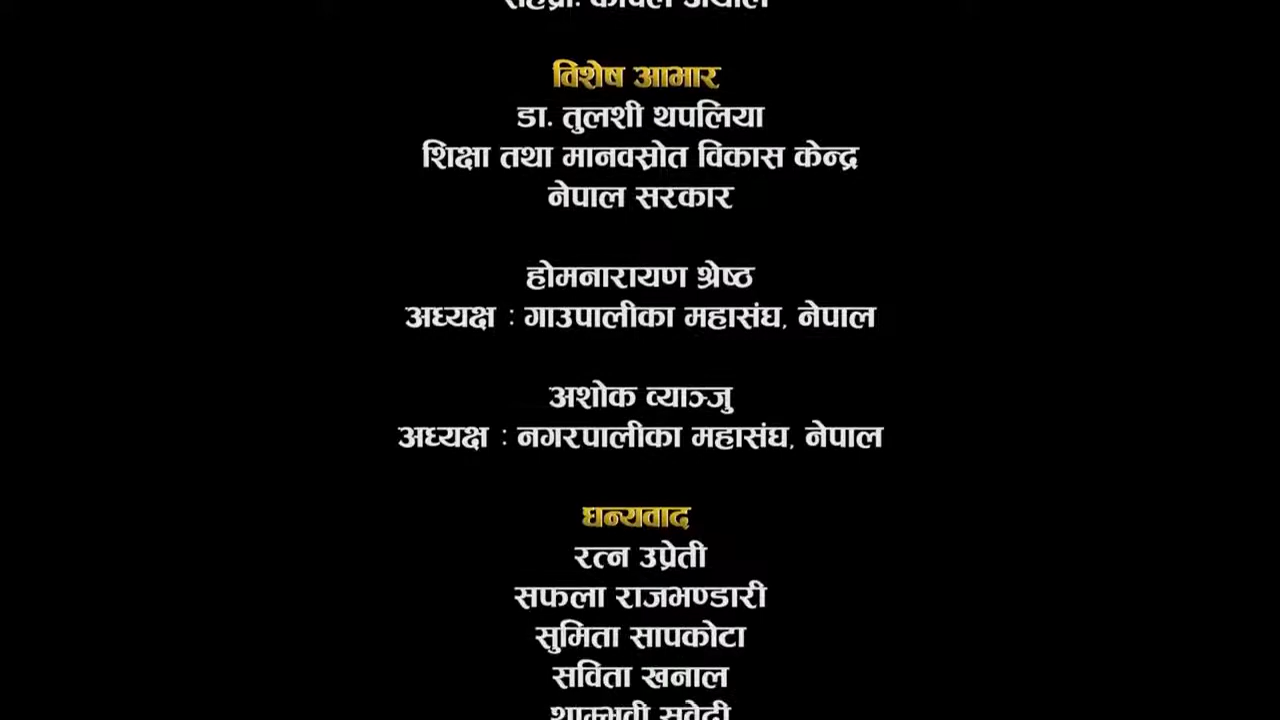 विशेष आभार
डा. तुलशी थपलिया
शिक्षा तथा मानवस्रोत विकास केन्द्र
नेपाल सरकार
होमनारायण श्रेष्ठ
अध्यक्ष : गाउपालीका महासंघ, नेपाल
अशोक व्याञ्जु
अध्यक्ष : नगरपालीका महासंघ, नेपाल
धन्यवाद
रत्न उप्रेती
सफला राजभण्डारी
सुमिता सापकोटा
सविता खनाल